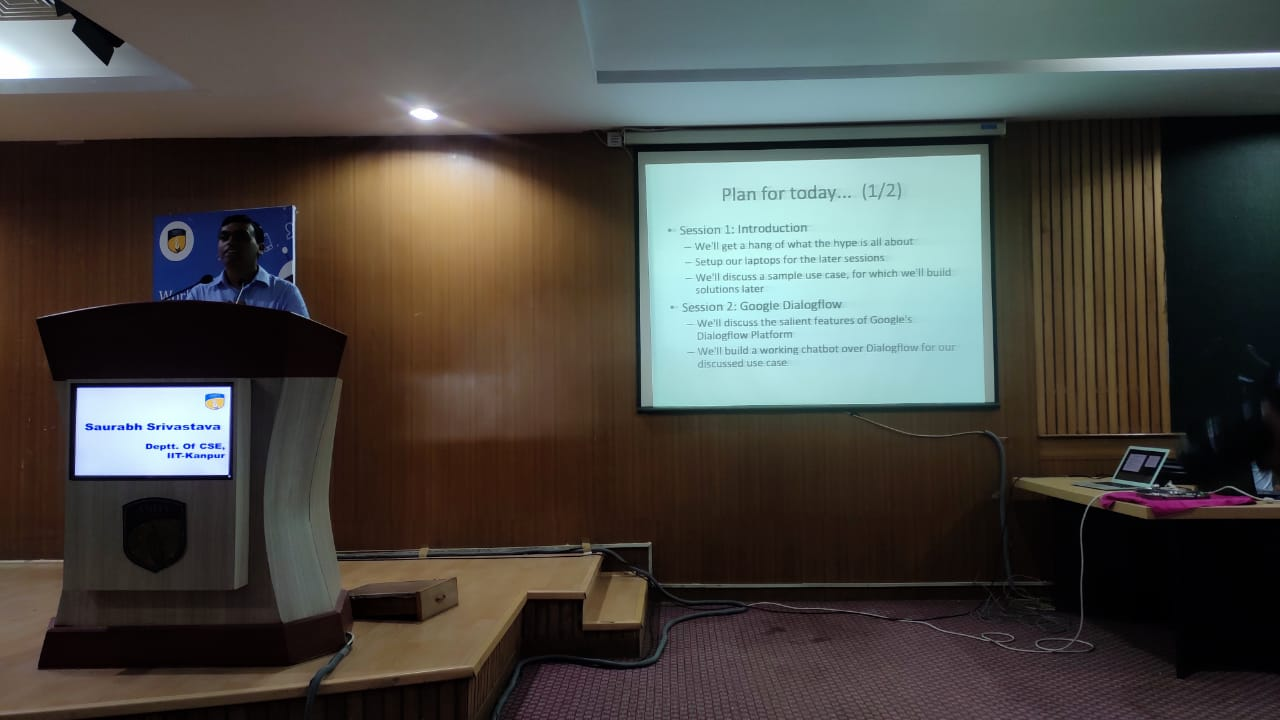 Plan for today... (1/2)
• Session 1: Introduction
– We'll get a hang of what the hype is all about
– Setup our laptops for the later sessions
– We'll discuss a sample use case, for which we'll build
solutions later
• Session 2: Google Dialogflow
– We'll discuss the salient features of Google's
Dialogflow Platform
– We'll build a working chatbot over Dialogflow for our
discussed use case
Saurabh Srivastava
Deptt. Of CSE,
IIT-Kanpur